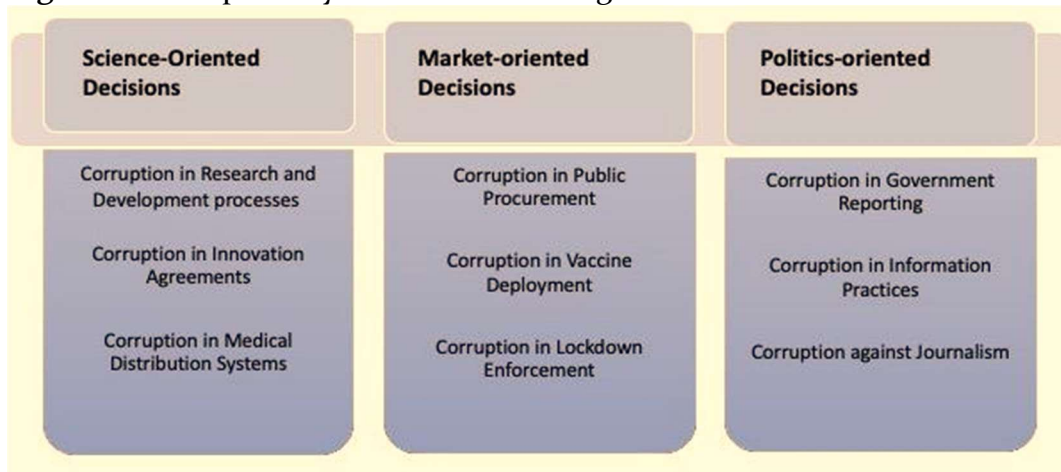 Science-Oriented
Decisions
Corruption in Research and
Development processes
Corruption in Innovation
Agreements
Corruption in Medical
Distribution Systems
Market-oriented
Decisions
Corruption in Public
Procurement
Corruption in Vaccine
Deployment
Corruption in Lockdown
Enforcement
Politics-oriented
Decisions
Corruption in Government
Reporting
Corruption in Information
Practices
Corruption against Journalism